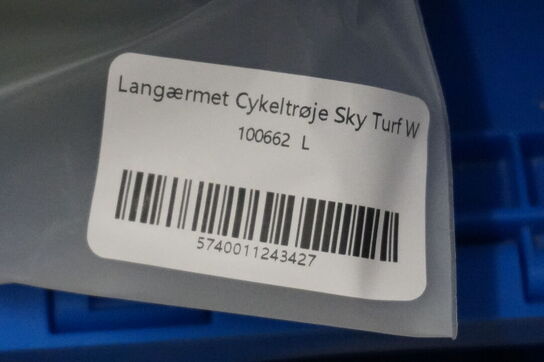 Langærmet Cykeltrøje Sky Turf W
100662 L
5740011243427